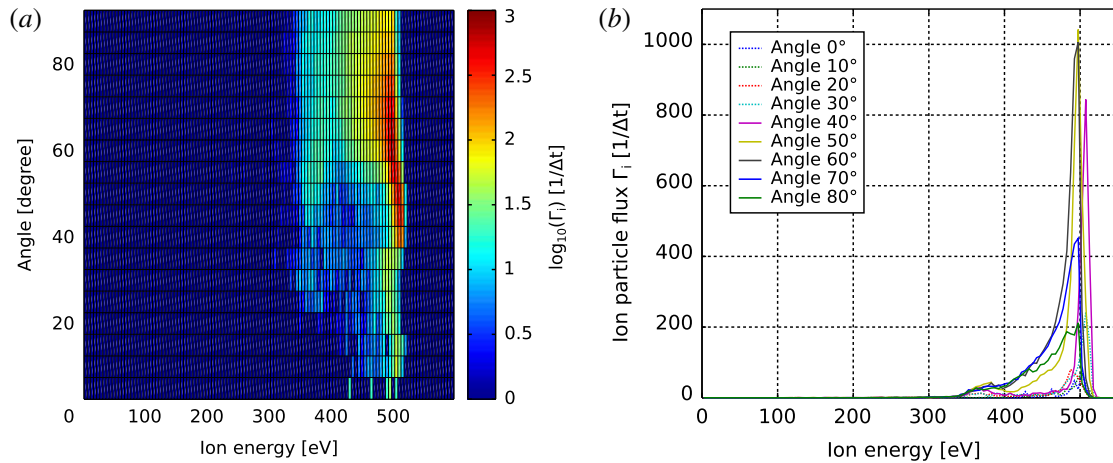 (a)
80
60
40
20
0
100
200
300
400
500
Angle [degree]
Ion energy [eV]
3
2.5
2
1.5
1
0.5
0
log10(Γi) [1/Δt]
(b)
1000
800
600
400
200
0
0
100
200
300
400
500
Ion particle flux Γi [1/Δt]
Ion energy [eV]
Angle 0°
Angle 10°
Angle 20°
Angle 30°
Angle 40°
Angle 50°
Angle 60°
Angle 70°
Angle 80°